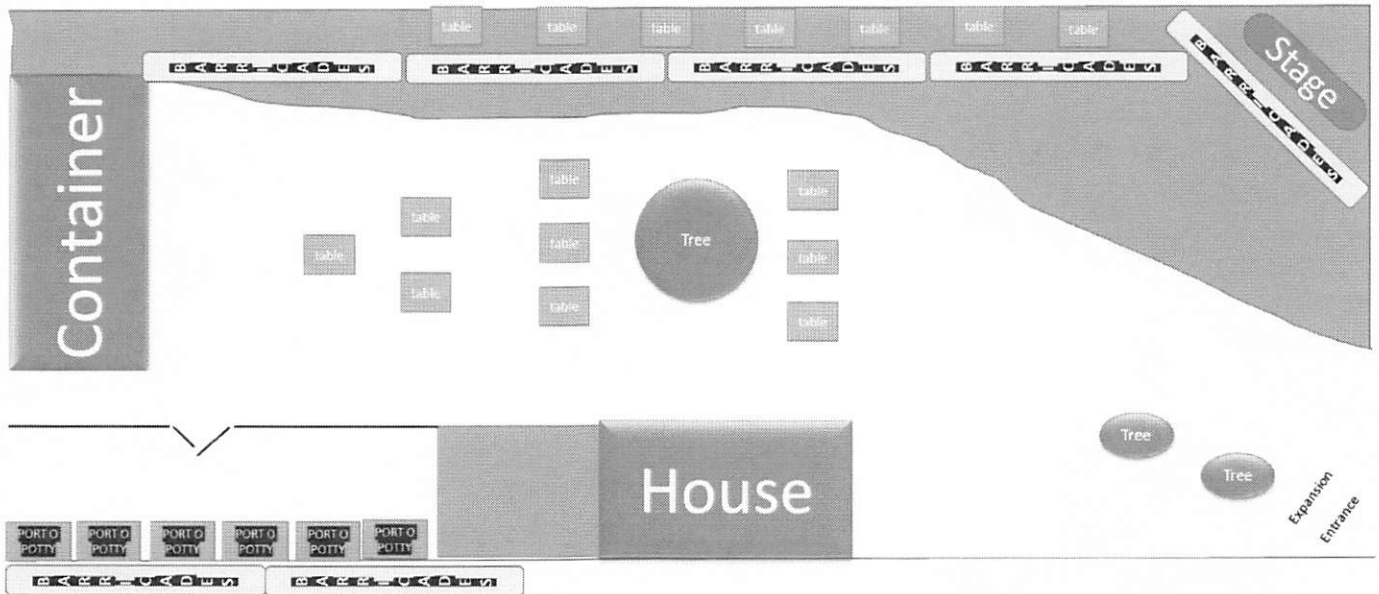 table table table table table table table
BARRICADES BARRICADES BARRICADES BARRICADES
BARRICADES
Stage
Container
table
table
table
table
table
table
Tree
table
table
table
Tree
Tree
House
Expansion
Entrance
PORT O
POTTY
PORT O
POTTY
PORT O
POTTY
PORT O
POTTY
PORT O
POTTY
PORT O
POTTY
BARRICADES BARRICADES